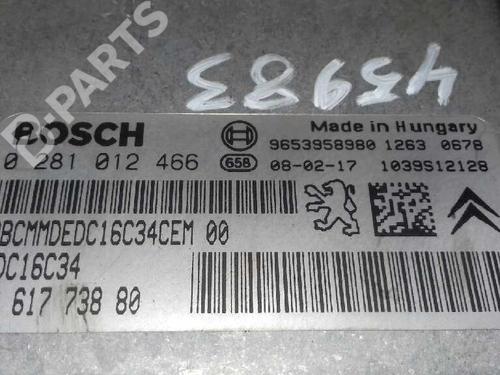 B-PARTS
45983
BOSCH
Made in Hungary
9653958980 1263 0678
0 281 012 466
658
08-02-17
1039S12128
BCMMDEDC16C34CEM 00
DC16C34
617 738 80